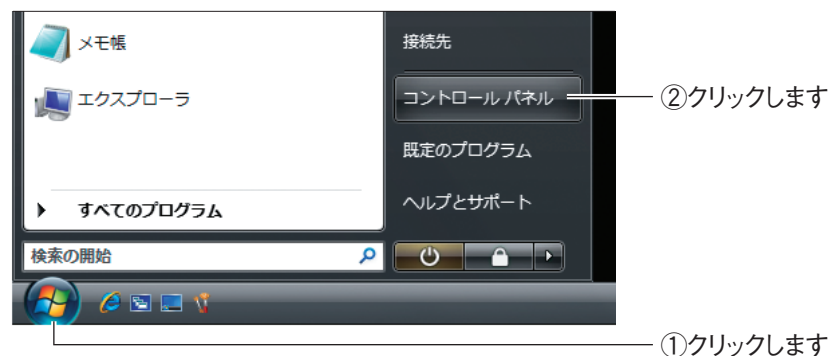 メモ帳
エクスプローラ
すべてのプログラム
検索の開始
接続先
コントロール パネル
既定のプログラム
ヘルプとサポート
②クリックします
①クリックします